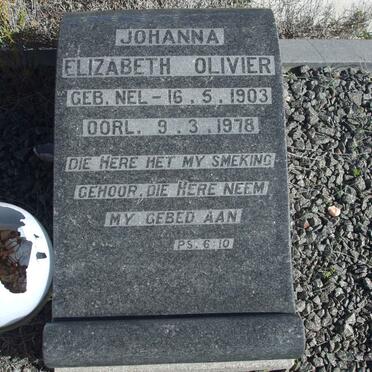 JOHANNA
ELIZABETH OLIVIER
GEB. NEL - 16.5.1903
OORL. 9.3.1978
DIE HERE HET MY SMEKING
GEHOOR, DIE HERE NEEM
MY GEBED AAN
PS. 6:10